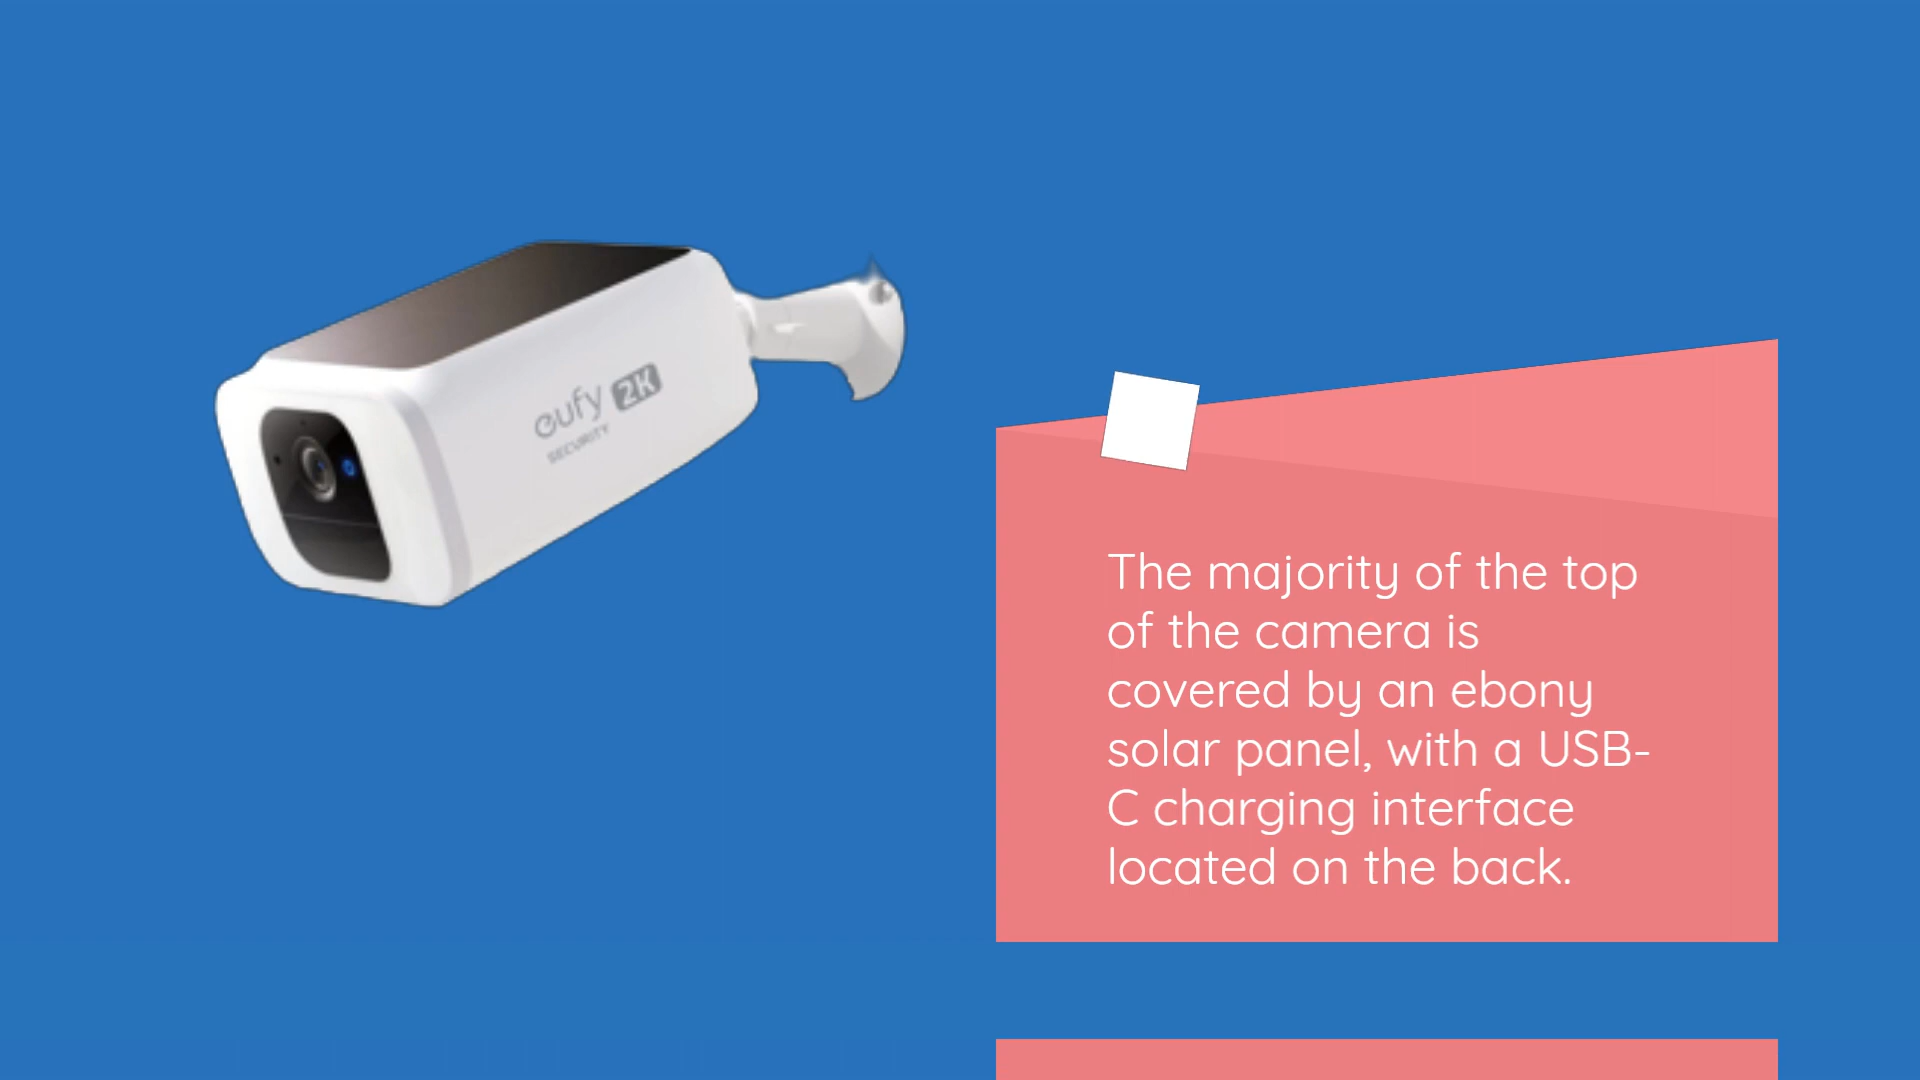 eufy 2K
SECURITY
The majority of the top
of the camera is
covered by an ebony
solar panel, with a USB-
C charging interface
located on the back.